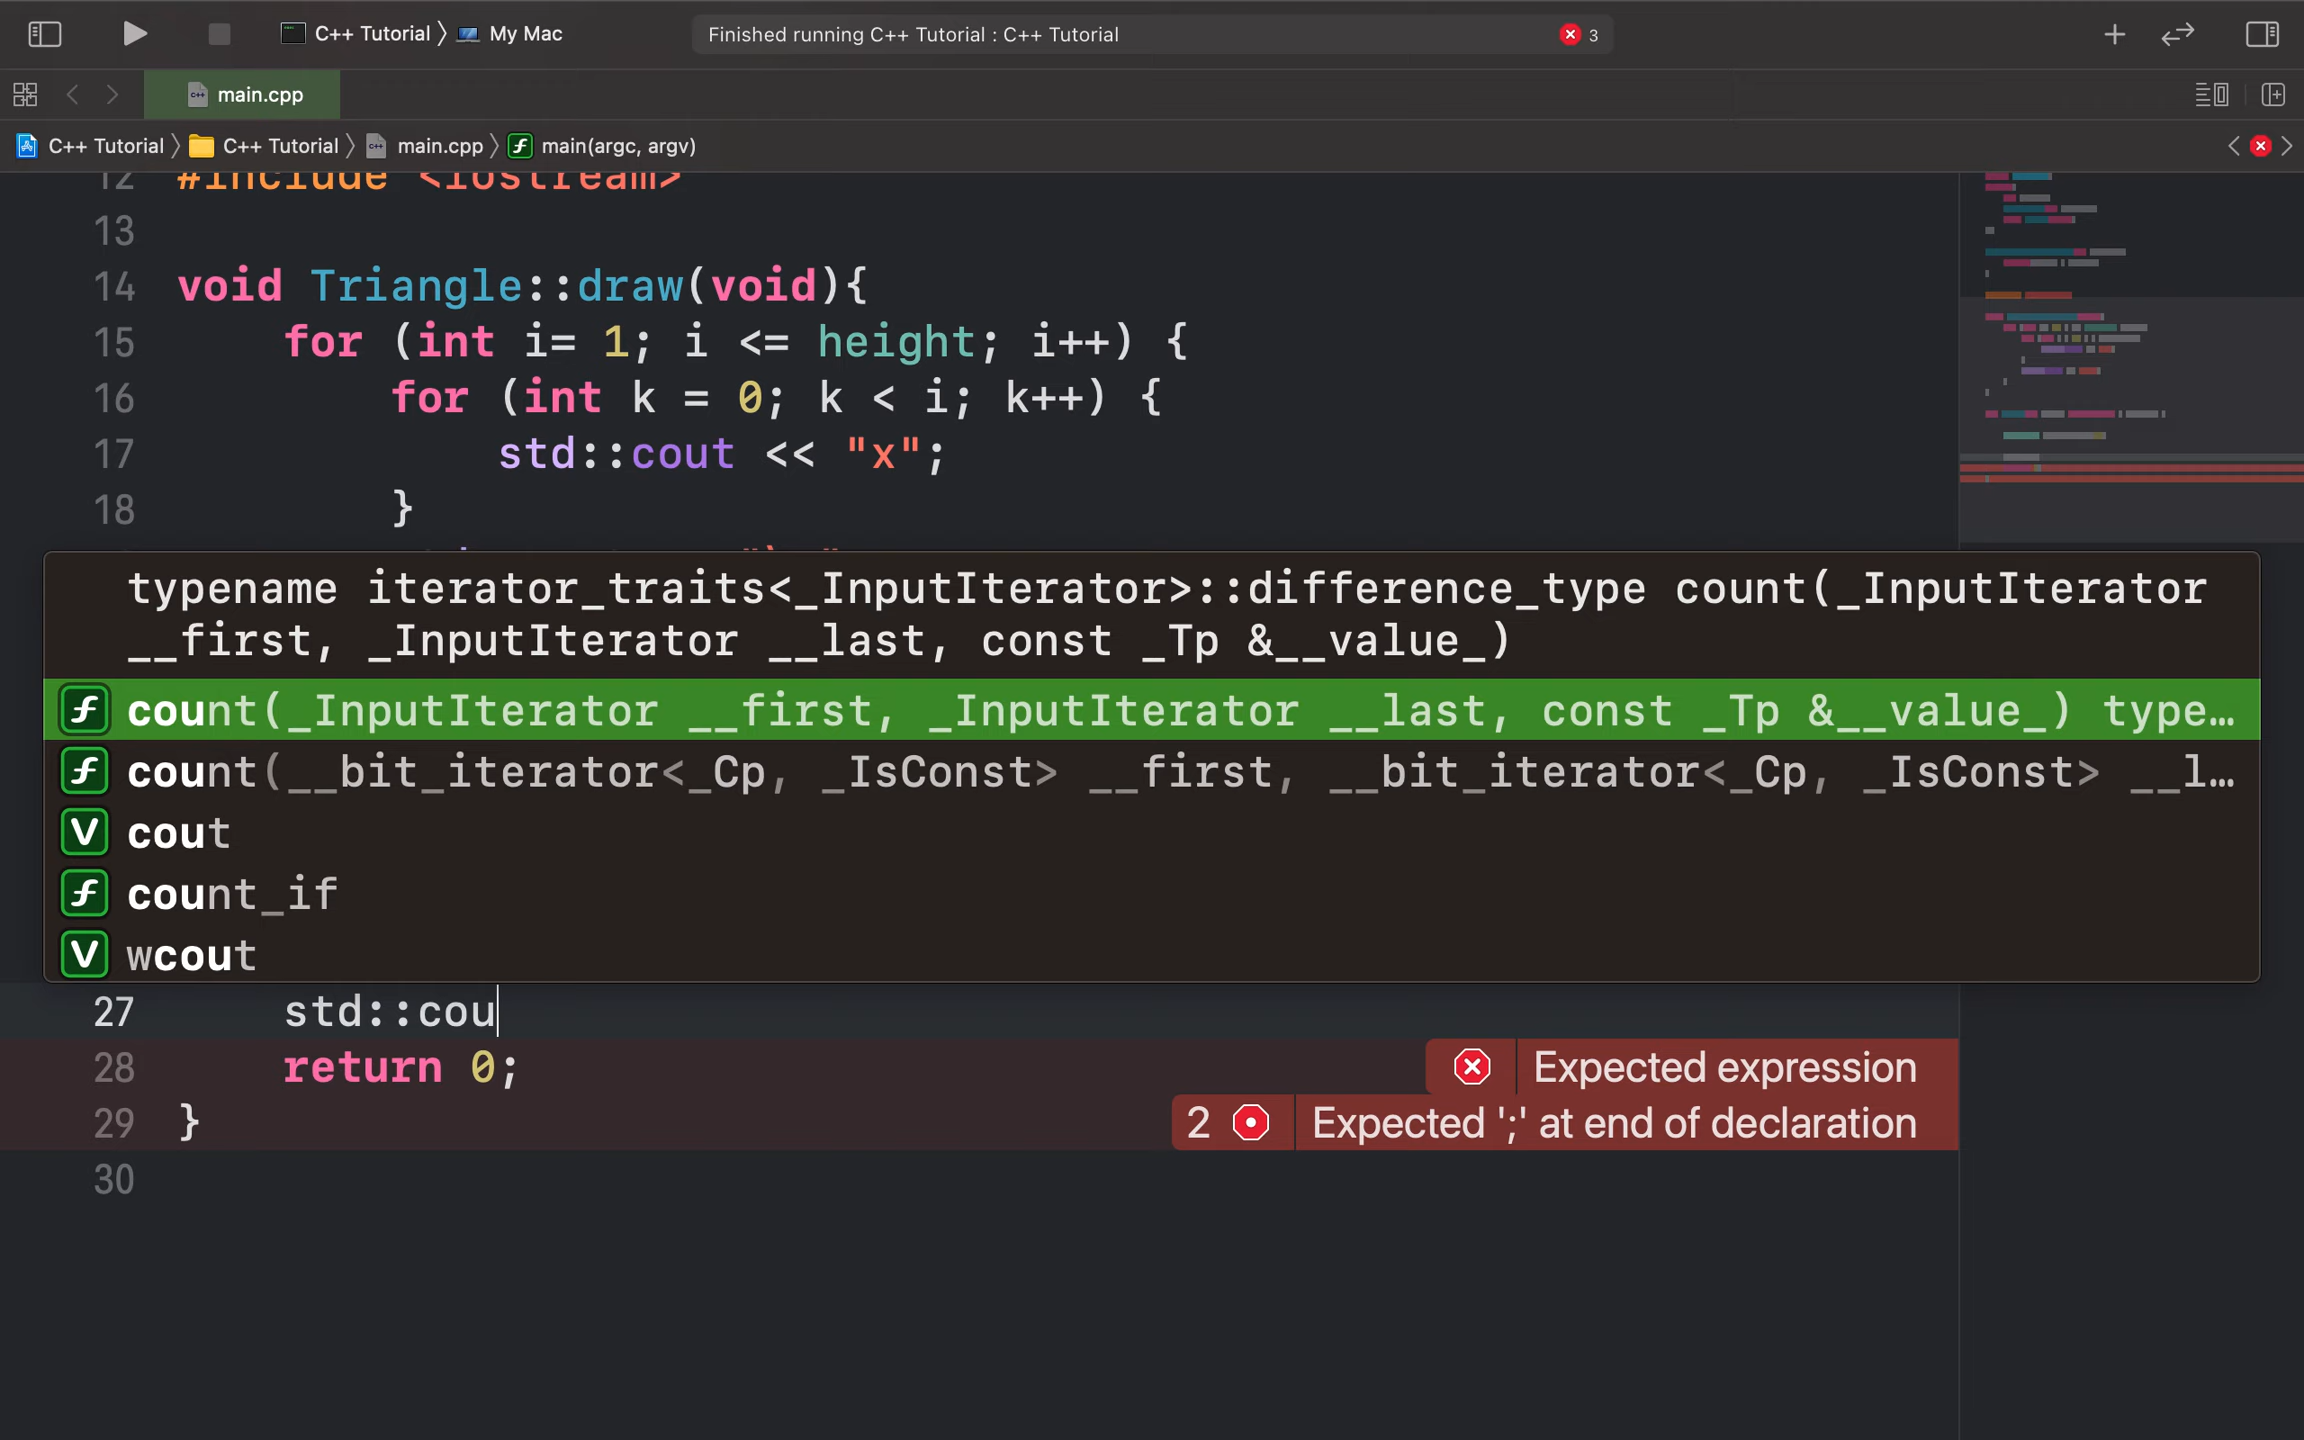 C++ Tutorial 〉 My Mac
Finished running C++ Tutorial : C++ Tutorial
3
main.cpp
C++ Tutorial 〉 C++ Tutorial 〉 main.cpp 〉 main(argc, argv)
12 #include <iostream>
13
14 void Triangle::draw(void){
15 for (int i= 1; i <= height; i++) {
16 for (int k = 0; k < i; k++) {
17 std::cout << "x";
18 }
typename iterator_traits<_InputIterator>::difference_type count(_InputIterator
__first, _InputIterator __last, const _Tp &__value_)
count(_InputIterator __first, _InputIterator __last, const _Tp &__value_) type…
count(__bit_iterator<_Cp, _IsConst> __first, __bit_iterator<_Cp, _IsConst> __l…
cout
count_if
wcout
27 std::cou
28 return 0;
Expected expression
29 }
2 Expected ';' at end of declaration
30